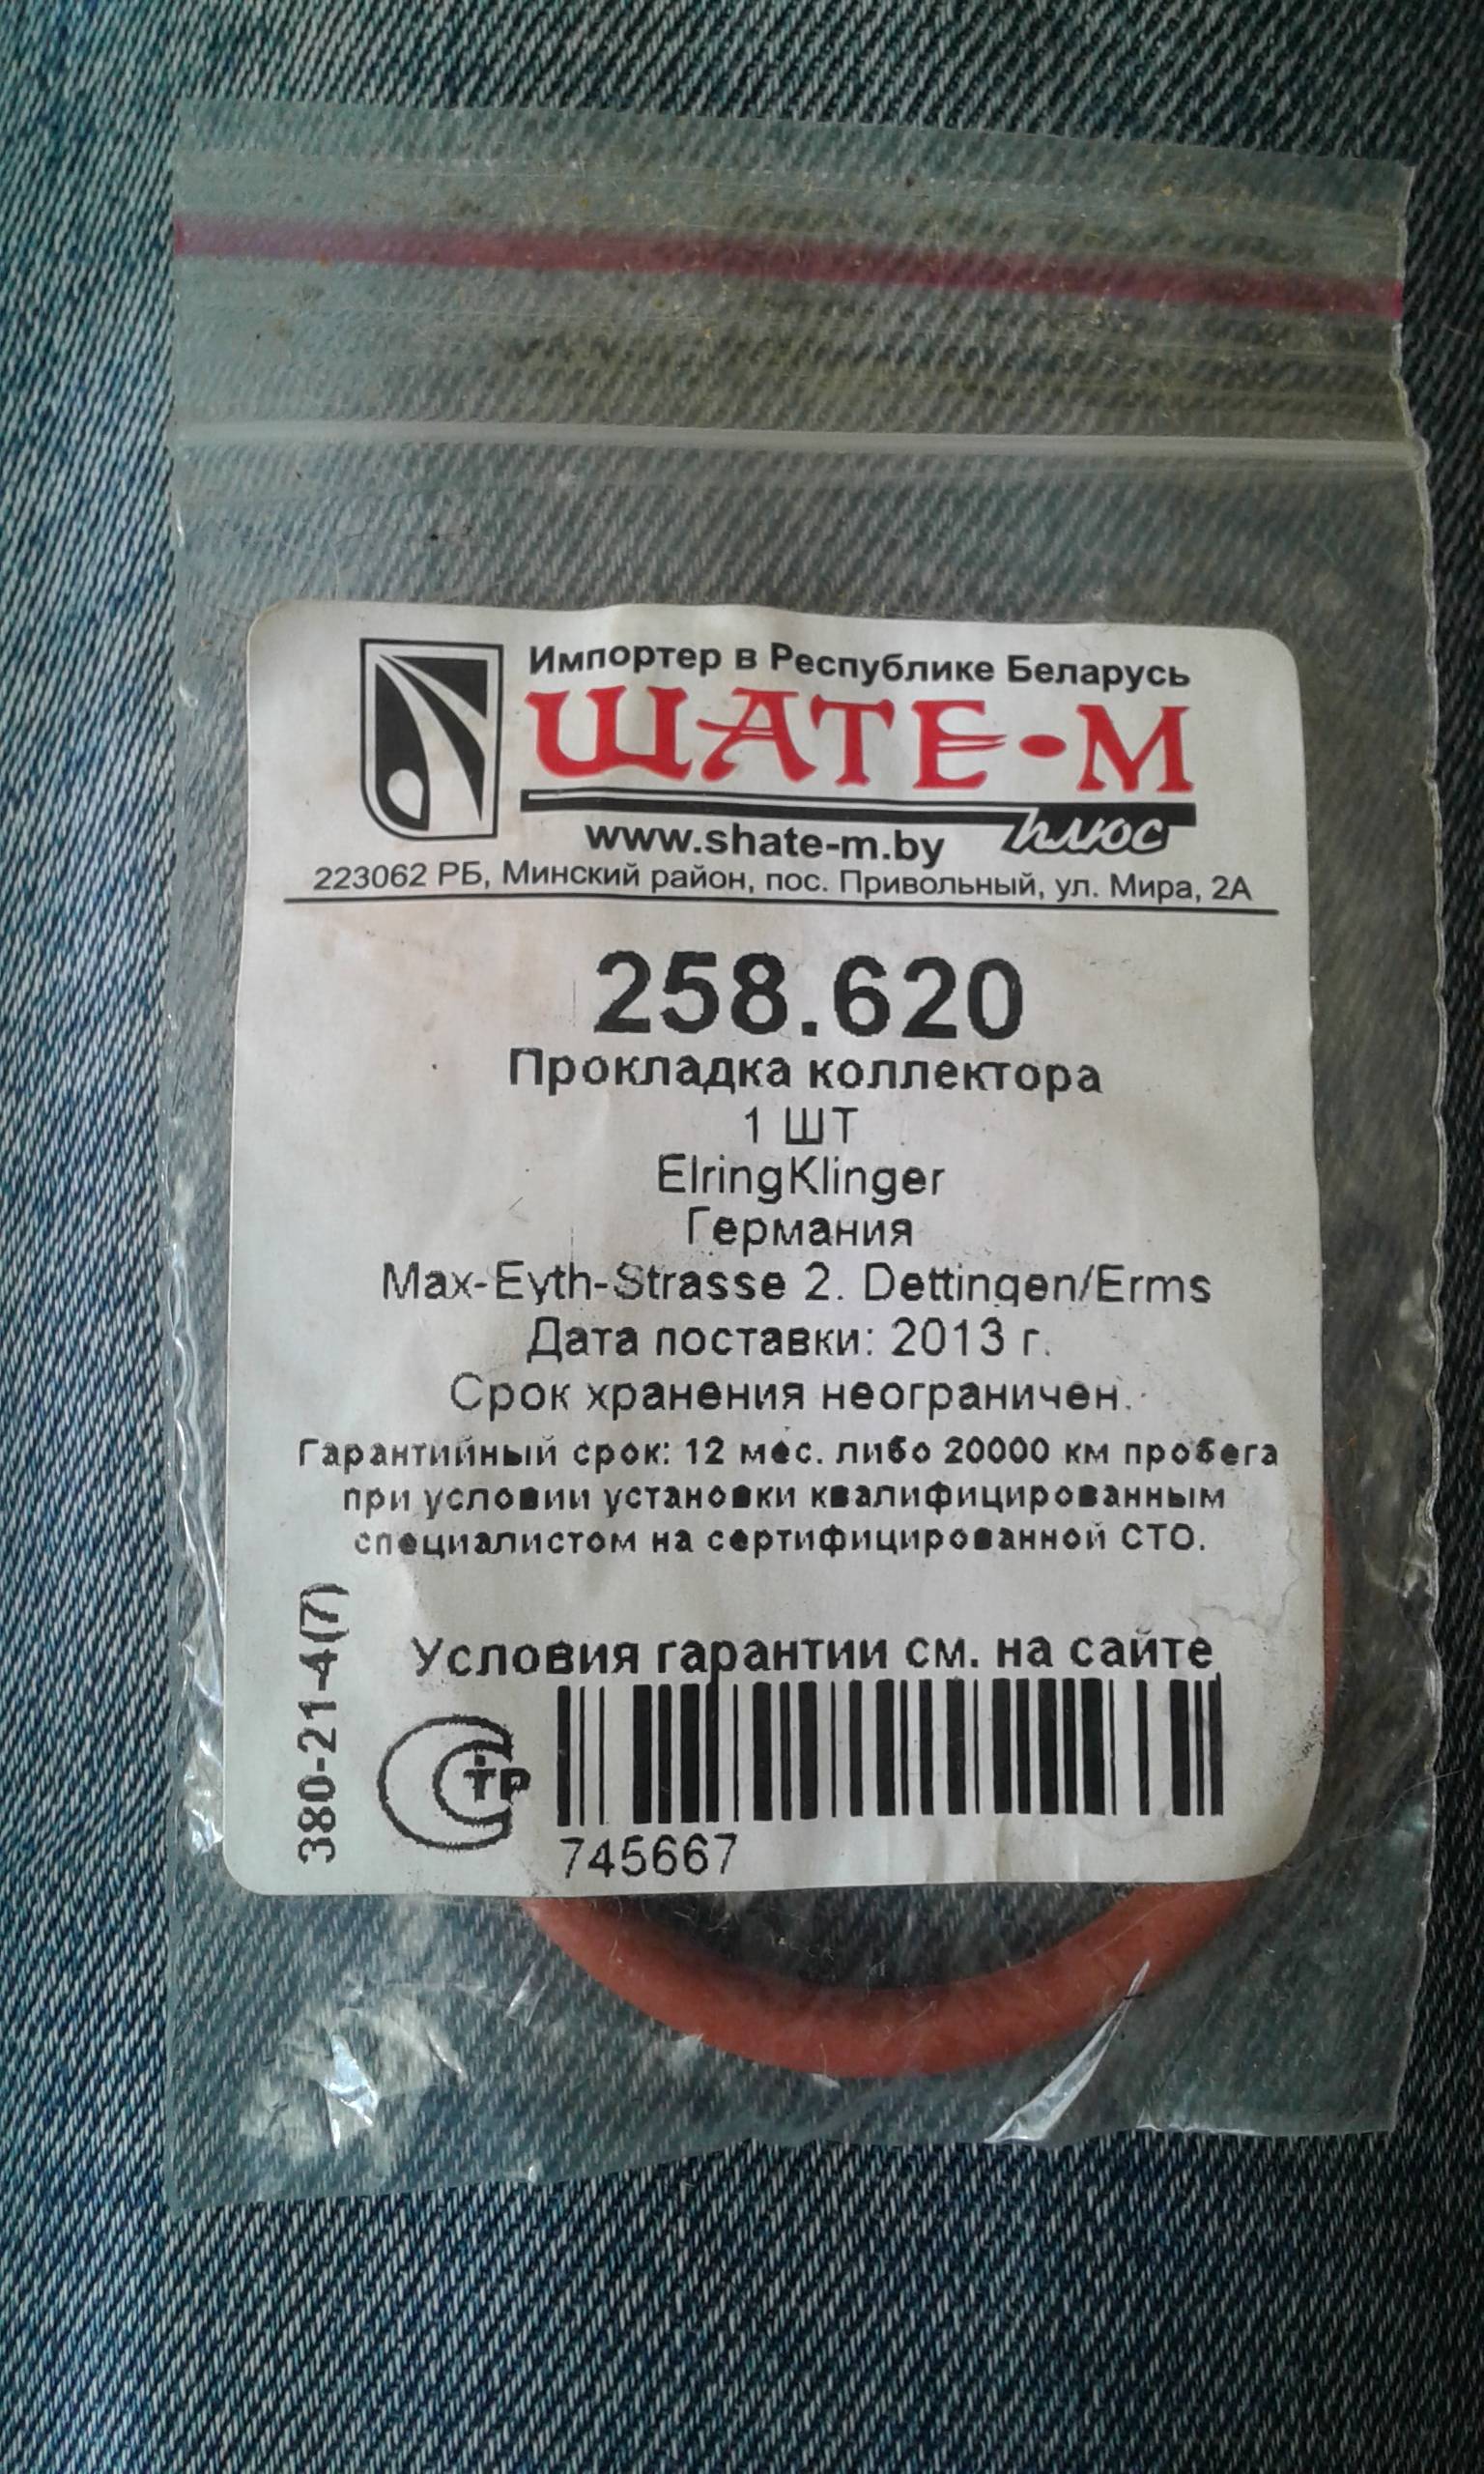 Импортер в Республике Беларусь
ШАТЕ-М
плюс
www.shate-m.by
223062 РБ, Минский район, пос. Привольный, ул. Мира, 2А
258.620
Прокладка коллектора
1 ШТ
ElringKlinger
Германия
Max-Eyth-Strasse 2. Dettingen/Erms
Дата поставки: 2013 г.
Срок хранения неограничен.
Гарантийный срок: 12 мес. либо 20000 км пробега
при условии установки квалифицированным
специалистом на сертифицированной СТО.
380-21-4(7)
Условия гарантии см. на сайте
ТР
745667